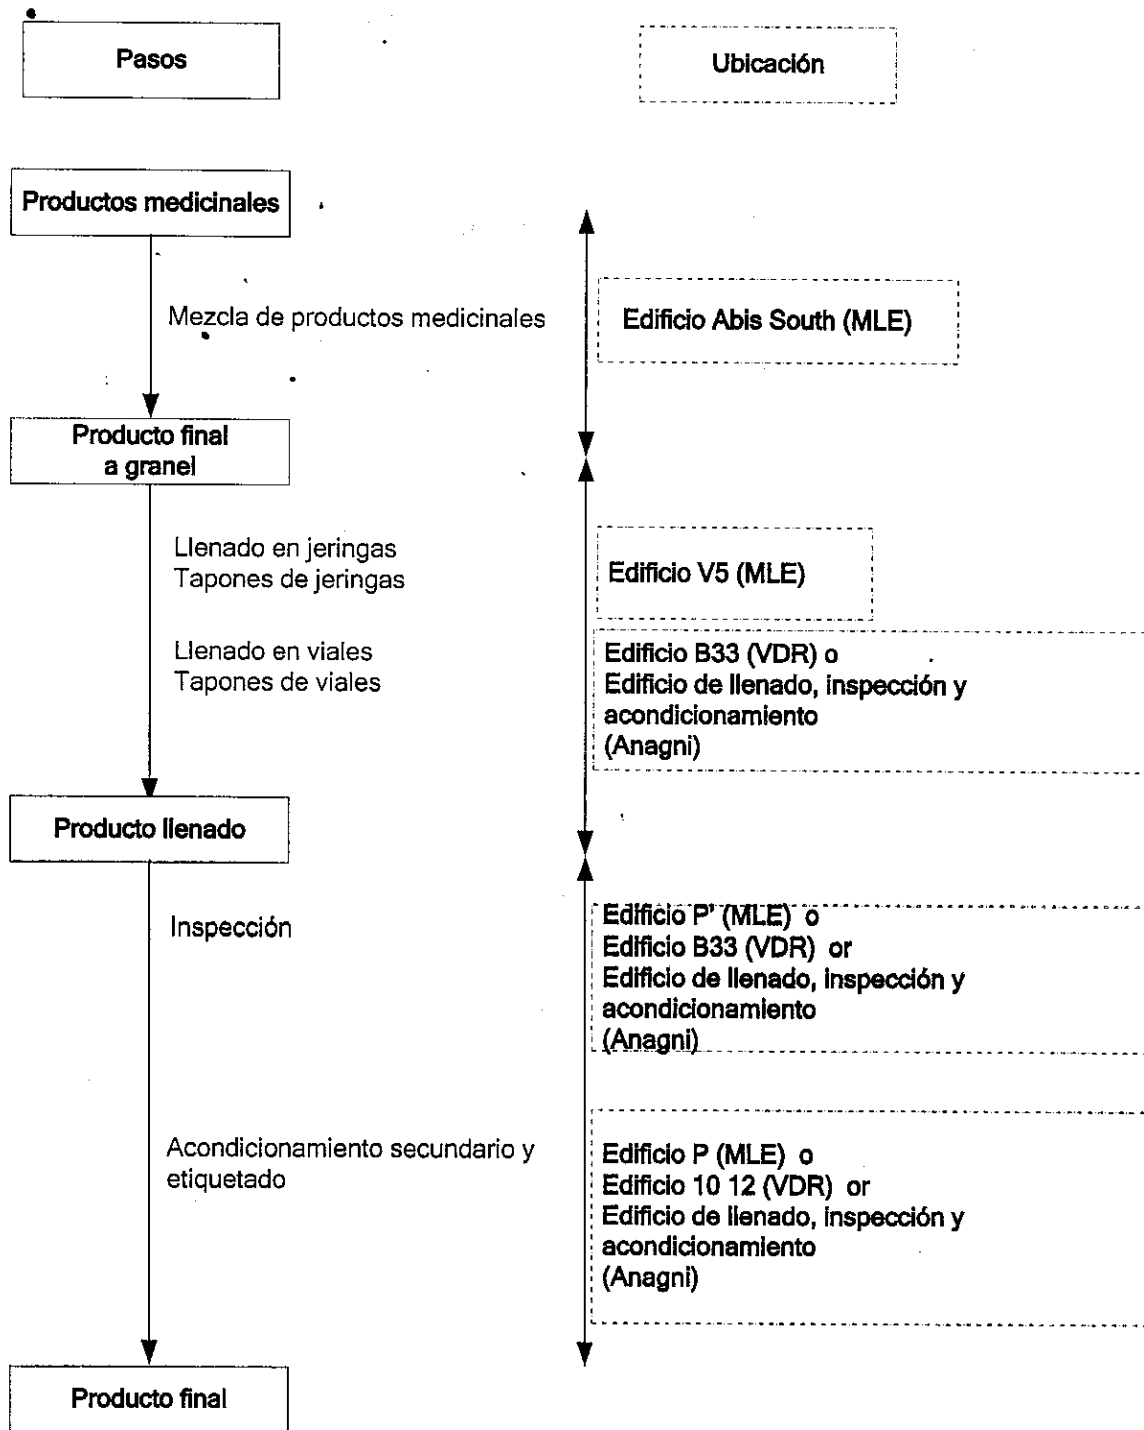 Pasos
Ubicación
Productos medicinales
Mezcla de productos medicinales
Edificio Abis South (MLE)
Producto final
a granel
Llenado en jeringas
Tapones de jeringas
Edificio V5 (MLE)
Llenado en viales
Tapones de viales
Edificio B33 (VDR) o
Edificio de llenado, inspección y
acondicionamiento
(Anagni)
Producto llenado
Inspección
Edificio P' (MLE) o
Edificio B33 (VDR) or
Edificio de llenado, inspección y
acondicionamiento
(Anagni)
Acondicionamiento secundario y
etiquetado
Edificio P (MLE) o
Edificio 10 12 (VDR) or
Edificio de llenado, inspección y
acondicionamiento
(Anagni)
Producto final